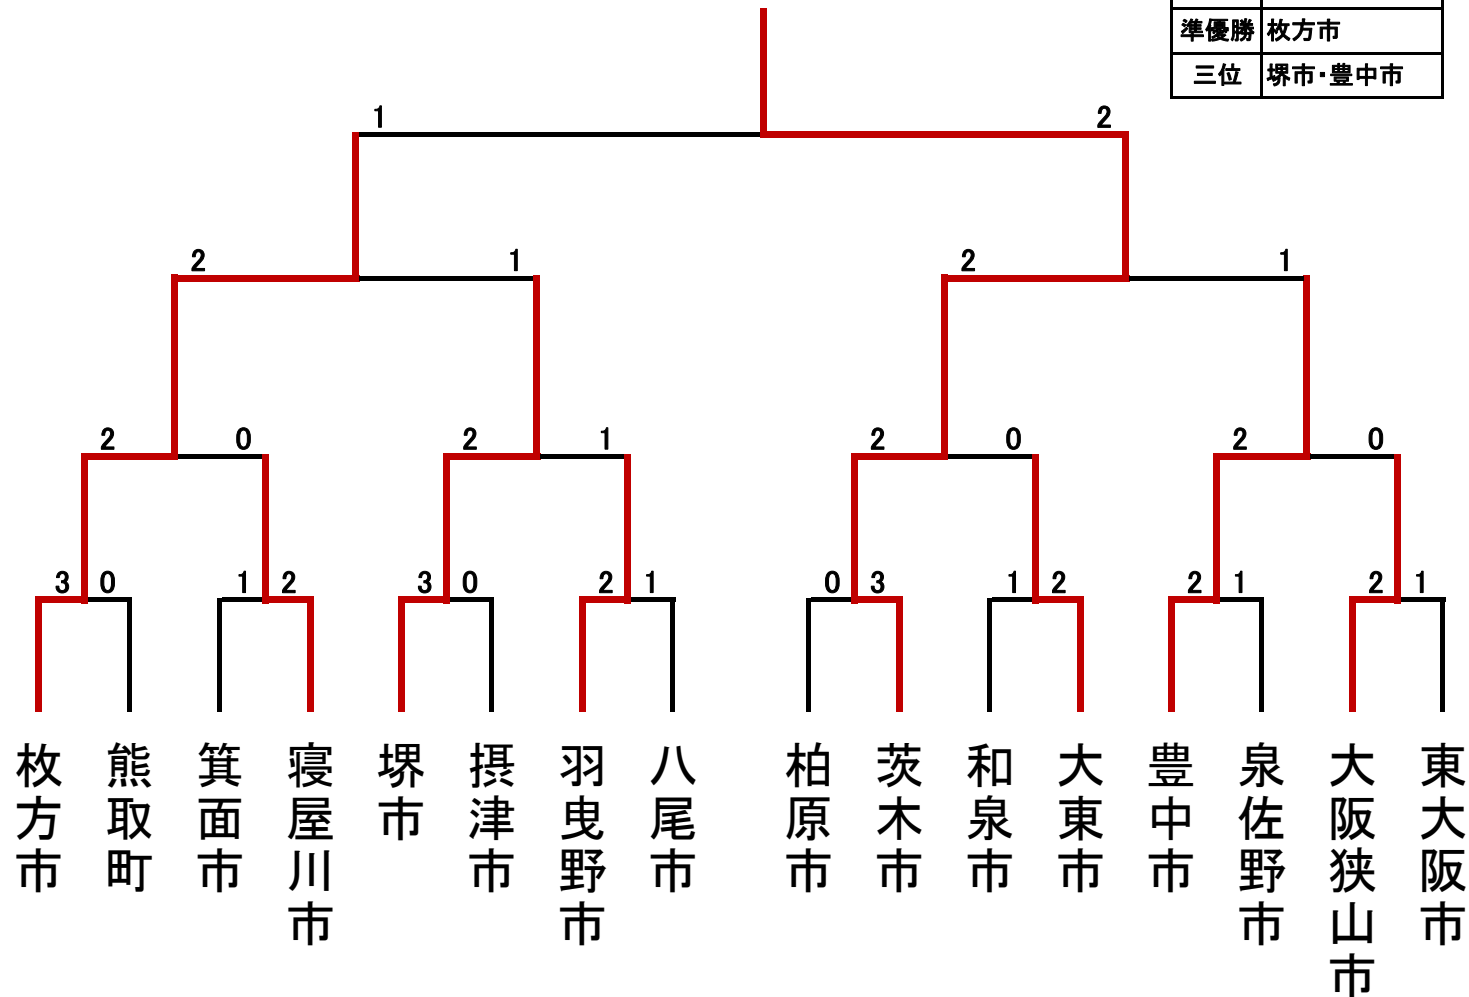 準優勝 枚方市
三位 堺市・豊中市
1 2
2 1 2 1
2 0 2 1 2 0 2 0
3 0 1 2 3 0 2 1 0 3 1 2 2 1 2 1
枚方市
熊取町
箕面市
寝屋川市
堺市
摂津市
羽曳野市
八尾市
柏原市
茨木市
和泉市
大東市
豊中市
泉佐野市
大阪狭山市
東大阪市